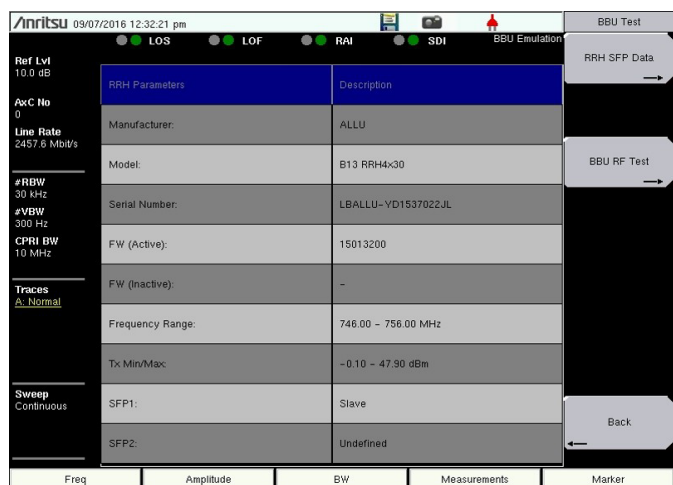 Anritsu 09/07/2016 12:32:21 pm
BBU Test
LOS LOF RAI SDI BBU Emulation
Ref Lvl
10.0 dB
AxC No
0
Line Rate
2457.6 Mbit/s
#RBW
30 kHz
#VBW
300 Hz
CPRI BW
10 MHz
Traces
A: Normal
Sweep
Continuous
RRH Parameters Description
Manufacturer: ALLU
Model: B13 RRH4x30
Serial Number: LBALLU-YD1537022JL
FW (Active): 15013200
FW (Inactive): -
Frequency Range: 746.00 - 756.00 MHz
Tx Min/Max: -0.10 - 47.90 dBm
SFP1: Slave
SFP2: Undefined
RRH SFP Data
BBU RF Test
Back
Freq Amplitude BW Measurements Marker